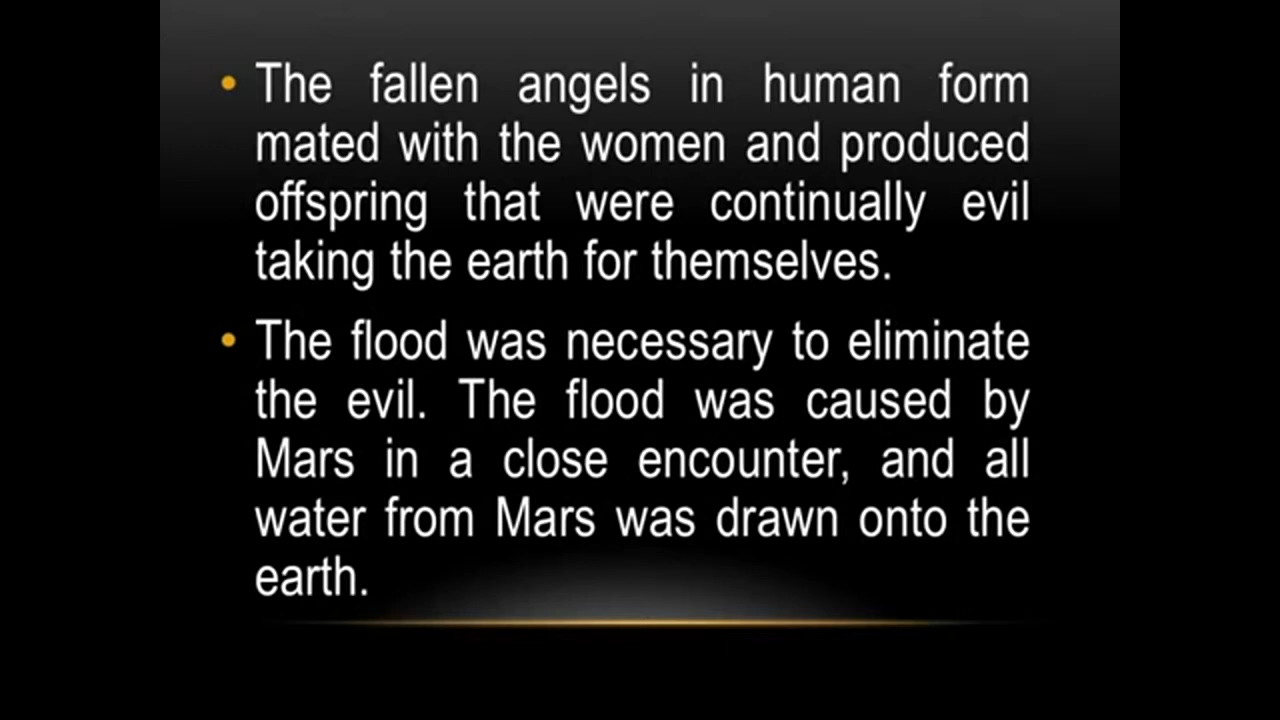 • The fallen angels in human form
mated with the women and produced
offspring that were continually evil
taking the earth for themselves.
• The flood was necessary to eliminate
the evil. The flood was caused by
Mars in a close encounter, and all
water from Mars was drawn onto the
earth.